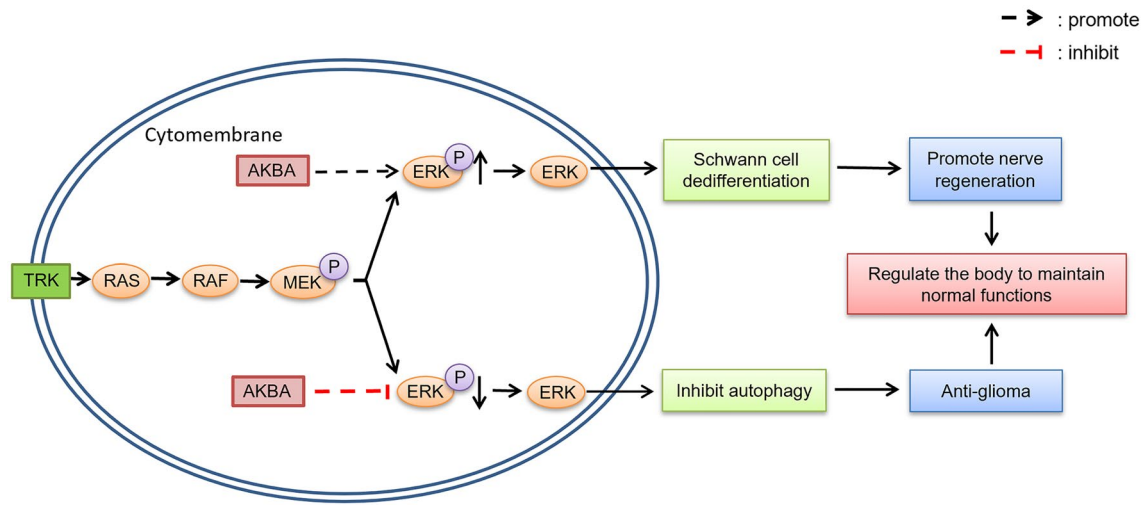 : promote
: inhibit
Cytomembrane
AKBA
ERK
P
ERK
Schwann cell
dedifferentiation
Promote nerve
regeneration
TRK
RAS
RAF
MEK
P
Regulate the body to maintain
normal functions
AKBA
ERK
P
ERK
Inhibit autophagy
Anti-glioma